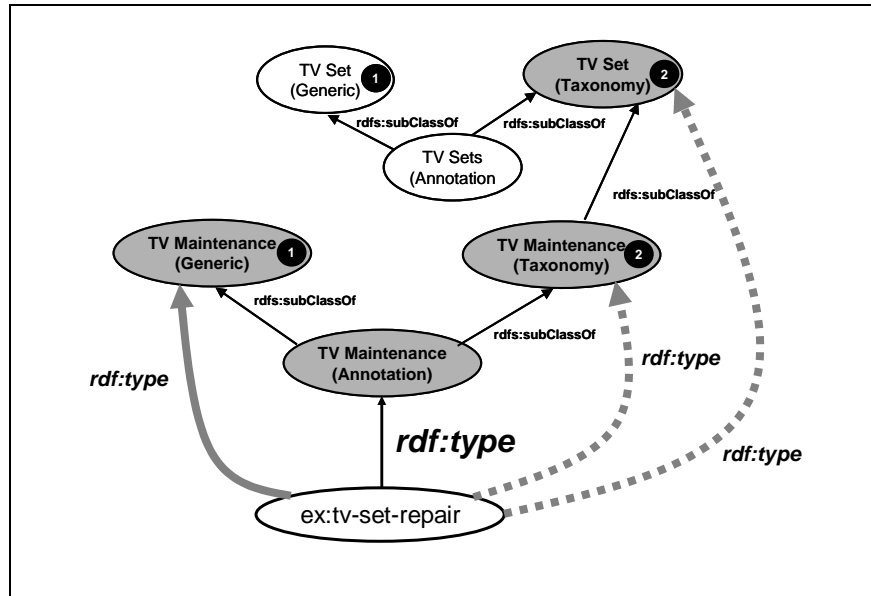 TV Set
(Generic)
1
TV Set
(Taxonomy)
2
rdfs:subClassOf
rdfs:subClassOf
TV Sets
(Annotation
rdfs:subClassOf
TV Maintenance
(Generic)
1
TV Maintenance
(Taxonomy)
2
rdfs:subClassOf
rdfs:subClassOf
TV Maintenance
(Annotation)
rdf:type
rdf:type
rdf:type
rdf:type
ex:tv-set-repair